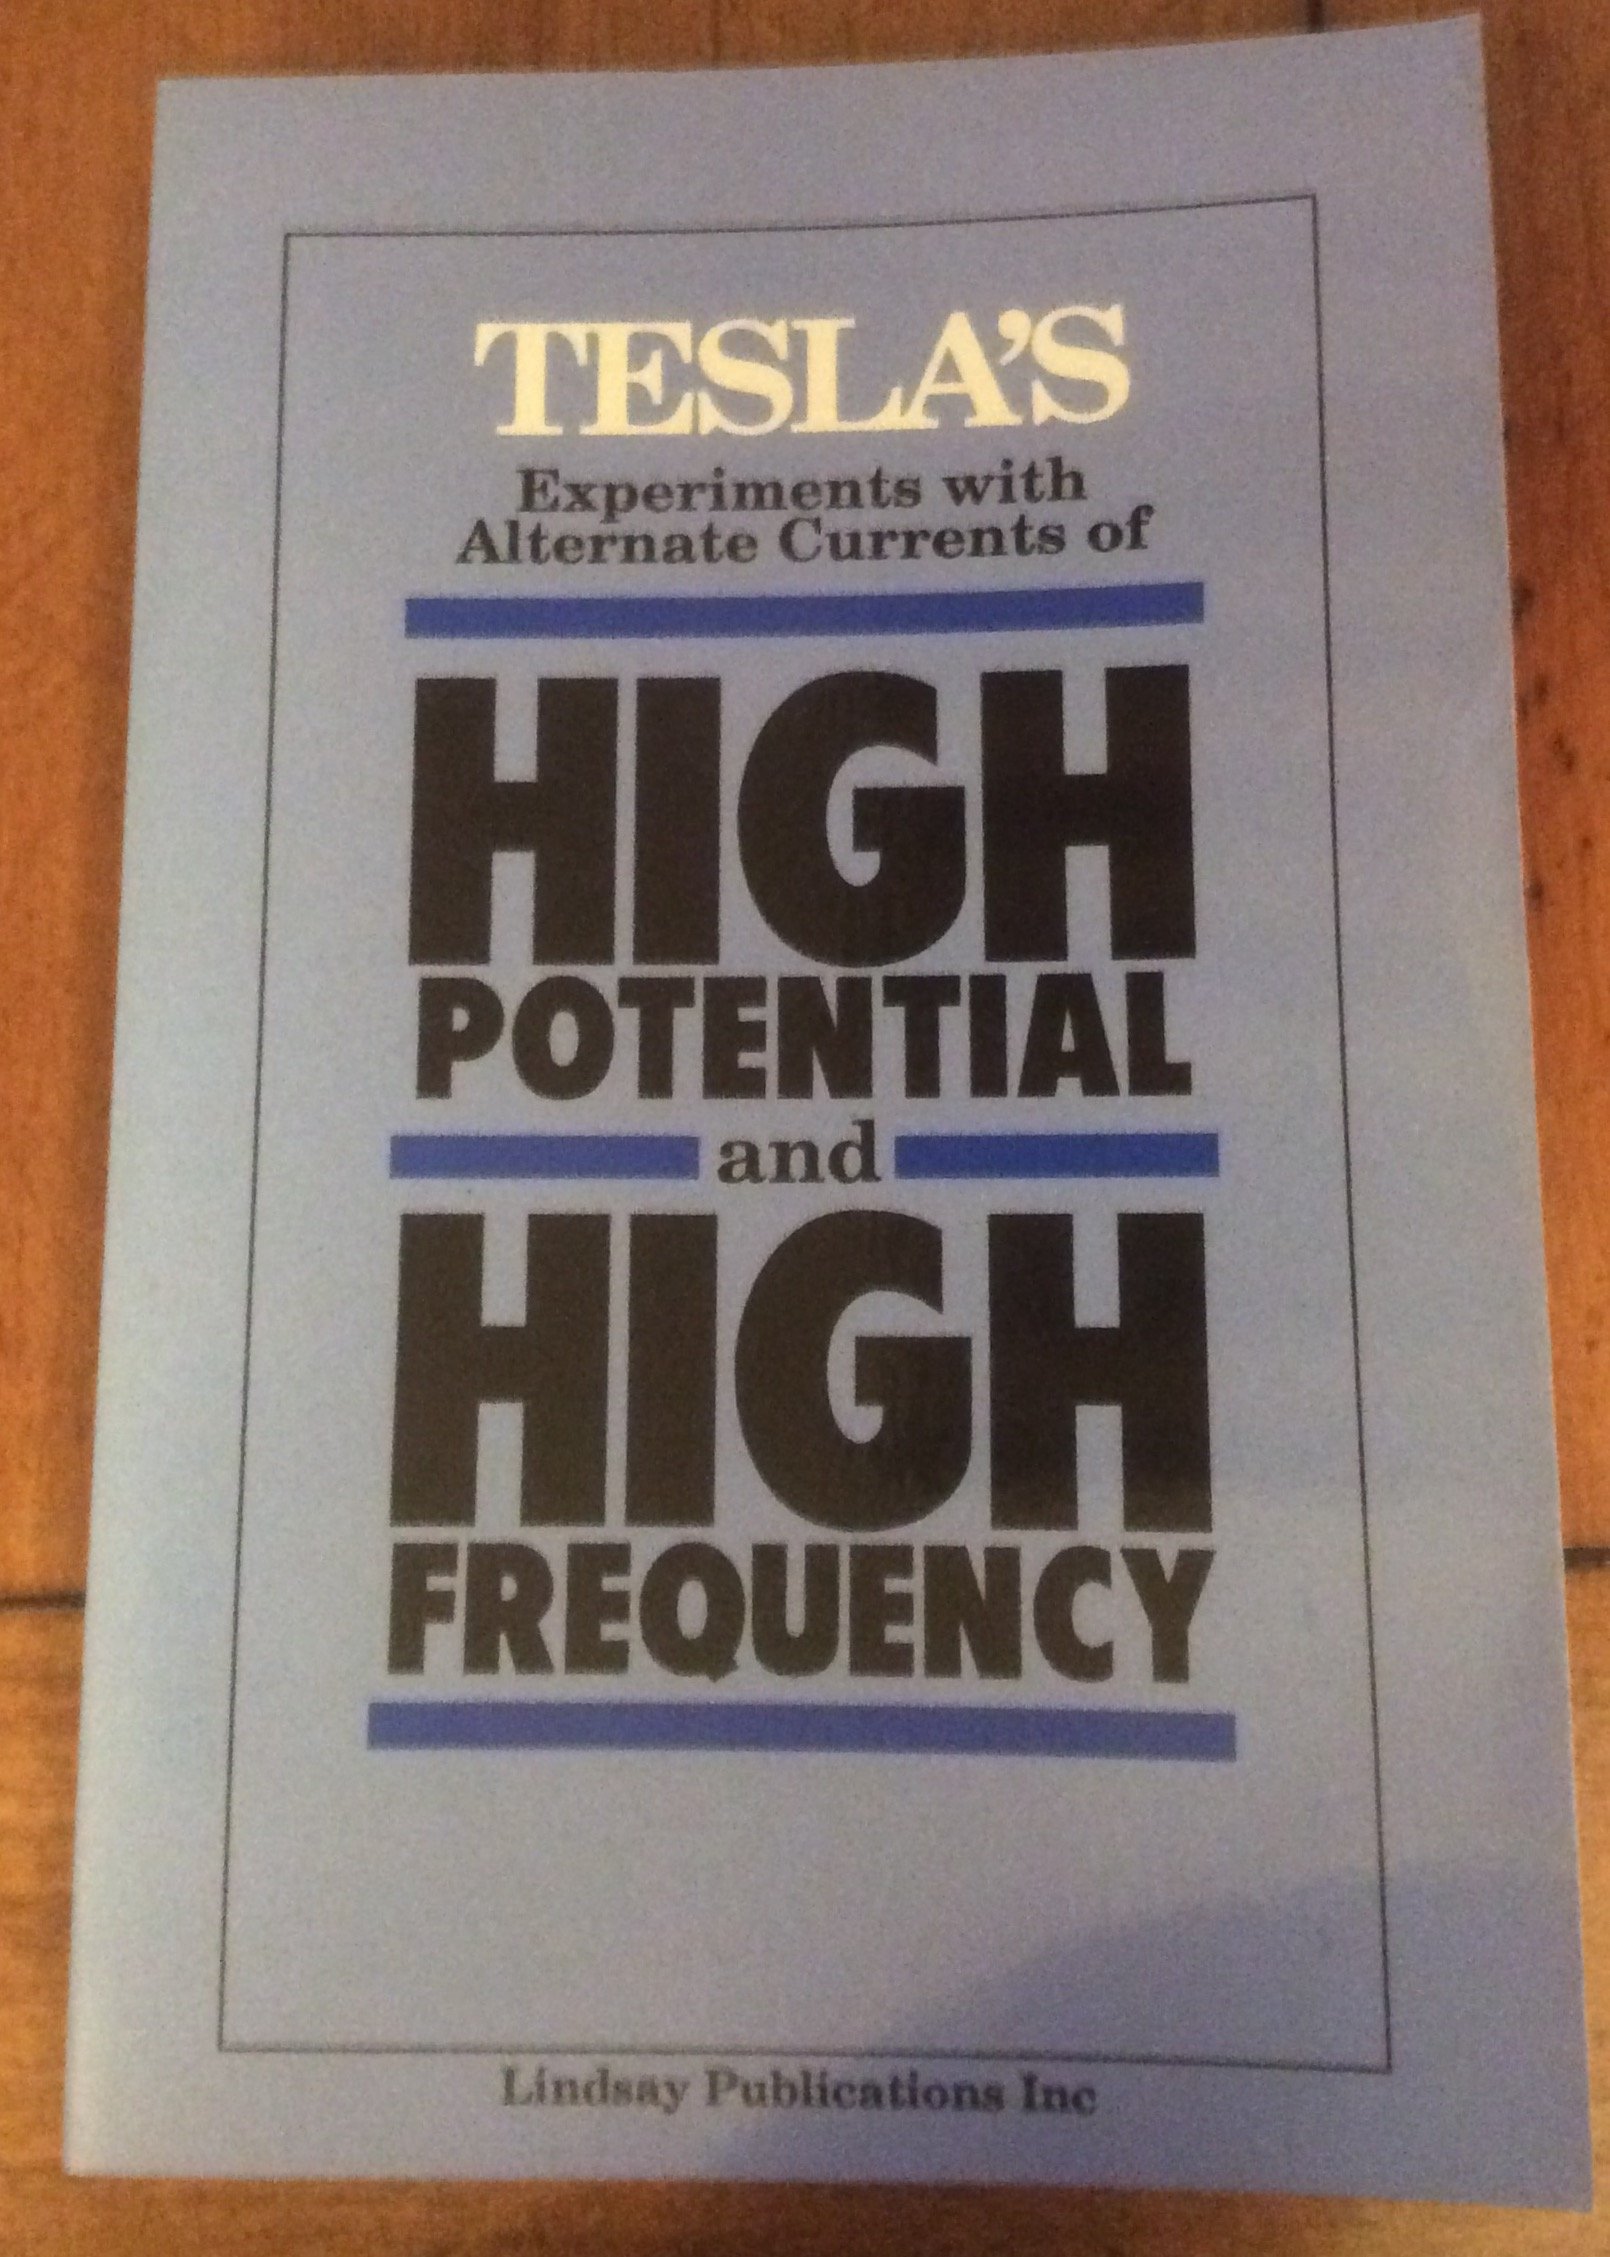 TESLA'S
Experiments with
Alternate Currents of
HIGH
POTENTIAL
and
HIGH
FREQUENCY
Lindsay Publications Inc